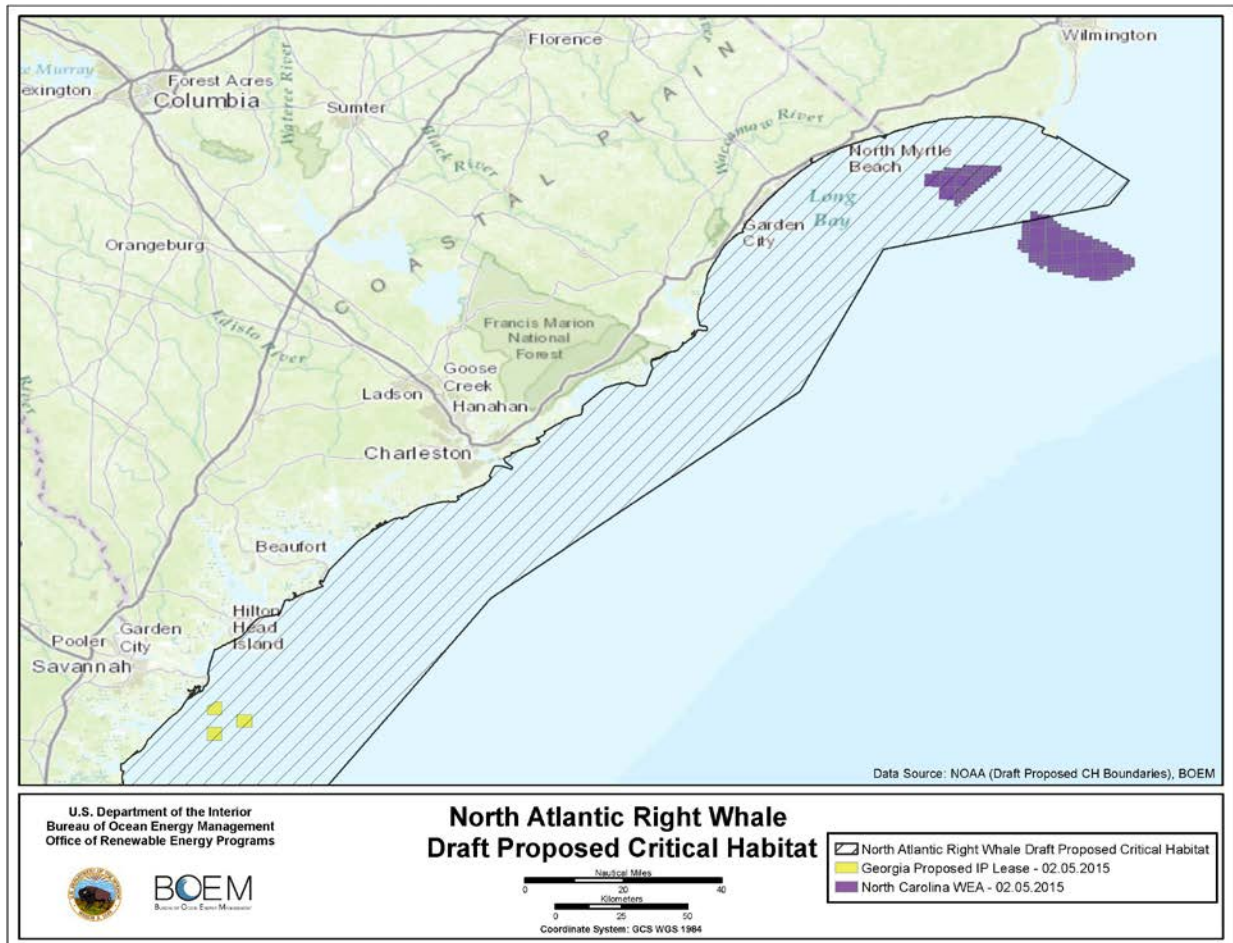 Florence
Wilmington
Murray
Forest Acres
exington
Columbia
Sumter
Wateree River
Black River
COASTAL PLAIN
Waccamaw River
North Myrtle
Beach
Long
Bay
Garden
City
Orangeburg
Edisto River
Francis Marion
National
Forest
Goose
Creek
Ladson
Hanahan
Charleston
Beaufort
Hilton
Head
Island
Garden
City
Pooler
Savannah
Data Source: NOAA (Draft Proposed CH Boundaries), BOEM
U.S. Department of the Interior
Bureau of Ocean Energy Management
Office of Renewable Energy Programs
BOEM
BUREAU OF OCEAN ENERGY MANAGEMENT
North Atlantic Right Whale
Draft Proposed Critical Habitat
Nautical Miles
0 20 40
Kilometers
0 25 50
Coordinate System: GCS WGS 1984
North Atlantic Right Whale Draft Proposed Critical Habitat
Georgia Proposed IP Lease - 02.05.2015
North Carolina WEA - 02.05.2015